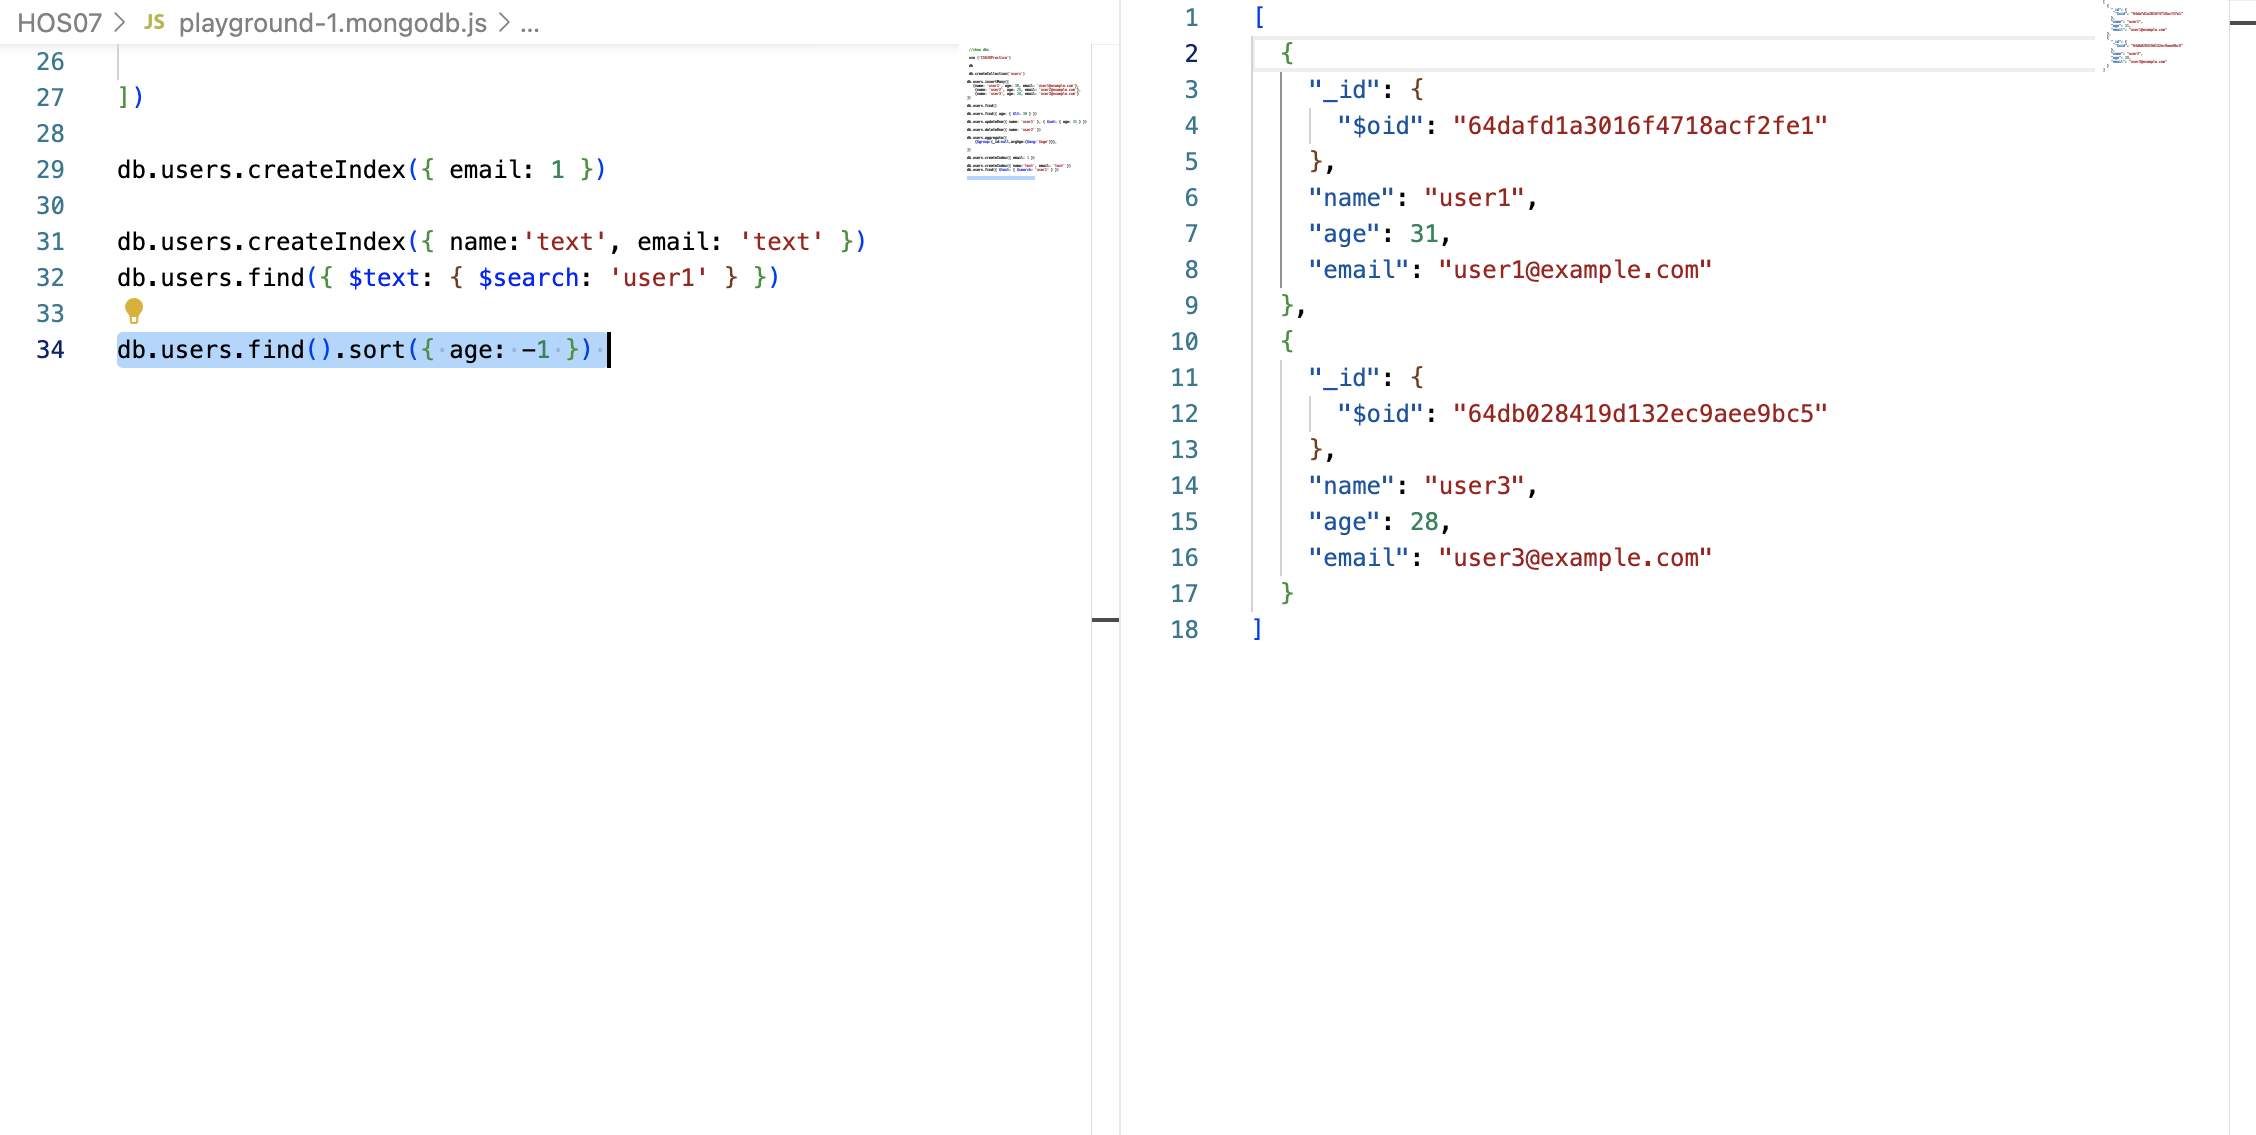 HOS07 > JS playground-1.mongodb.js > ...
26
27 ])
28
29 db.users.createIndex({ email: 1 })
30
31 db.users.createIndex({ name:'text', email: 'text' })
32 db.users.find({ $text: { $search: 'user1' } })
33
34 db.users.find().sort({ age: -1 })
1 [
2 {
3 "_id": {
4 "$oid": "64dafd1a3016f4718acf2fe1"
5 },
6 "name": "user1",
7 "age": 31,
8 "email": "user1@example.com"
9 },
10 {
11 "_id": {
12 "$oid": "64db028419d132ec9aee9bc5"
13 },
14 "name": "user3",
15 "age": 28,
16 "email": "user3@example.com"
17 }
18 ]